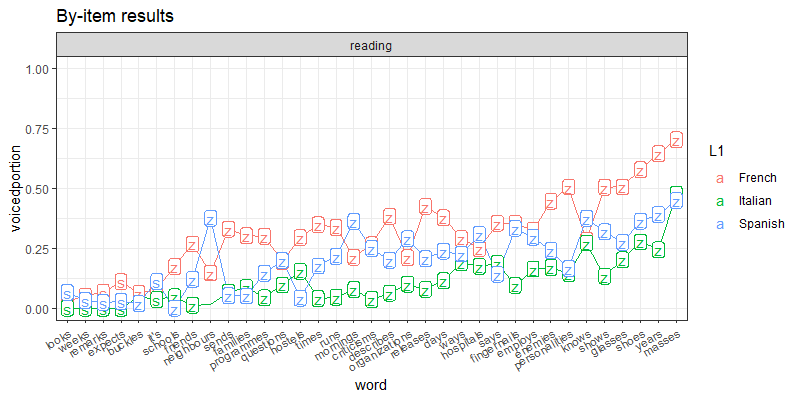 By-item results
reading
1.00
0.75
0.50
0.25
0.00
voicedportion
looks
weeks
remarks
expects
buckles
it's
schools
friends
neighbours
sends
families
programmes
questions
hostels
times
runs
mornings
criticisms
describes
organizations
releases
days
ways
hospitals
says
fingernails
employs
enemies
personalities
knows
shows
glasses
shoes
years
masses
word
L1
a French
a Italian
a Spanish